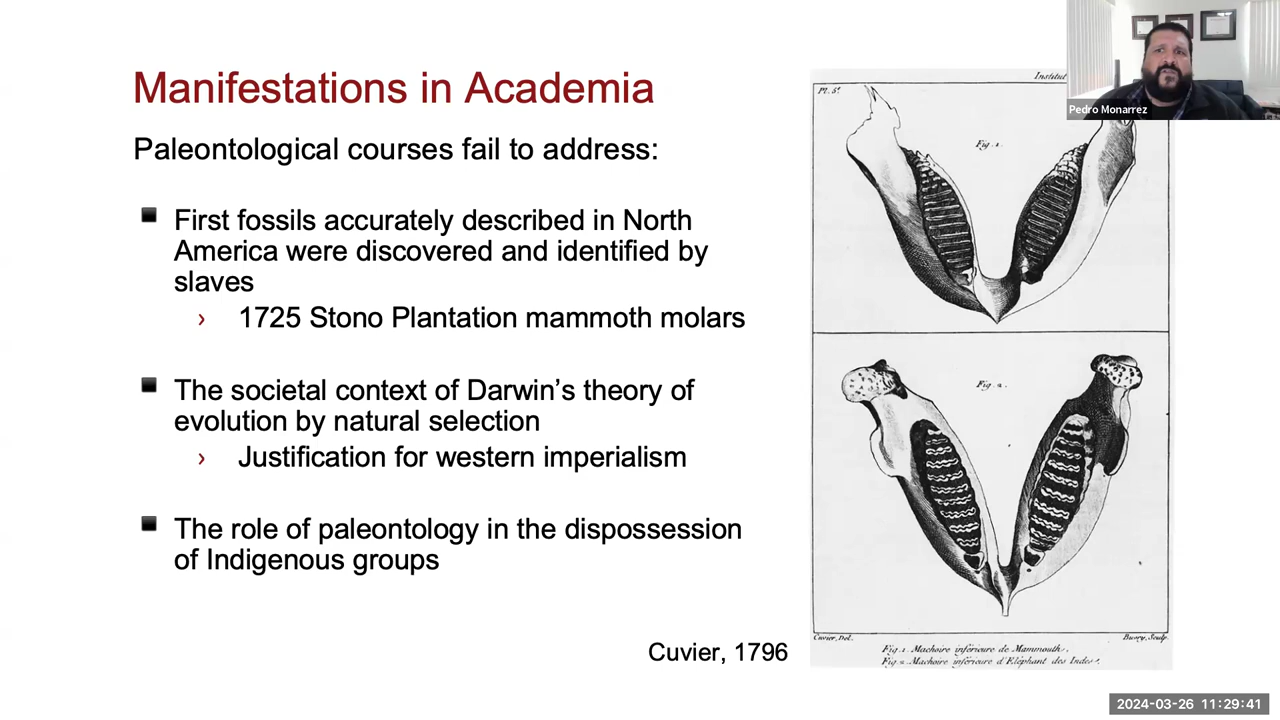 Manifestations in Academia
Paleontological courses fail to address:
First fossils accurately described in North
America were discovered and identified by
slaves
› 1725 Stono Plantation mammoth molars
The societal context of Darwin's theory of
evolution by natural selection
› Justification for western imperialism
The role of paleontology in the dispossession
of Indigenous groups
Cuvier, 1796
Institut
Pl. 5e
Pedro Monarrez
Fig. 1.
Fig. 2.
Cuvier, Del.
Fig. 1. Machoire inférieure de Mammouth.
Fig. 2. Machoire inférieure d'Eléphant des Indes.
2024-03-26 11:29:41